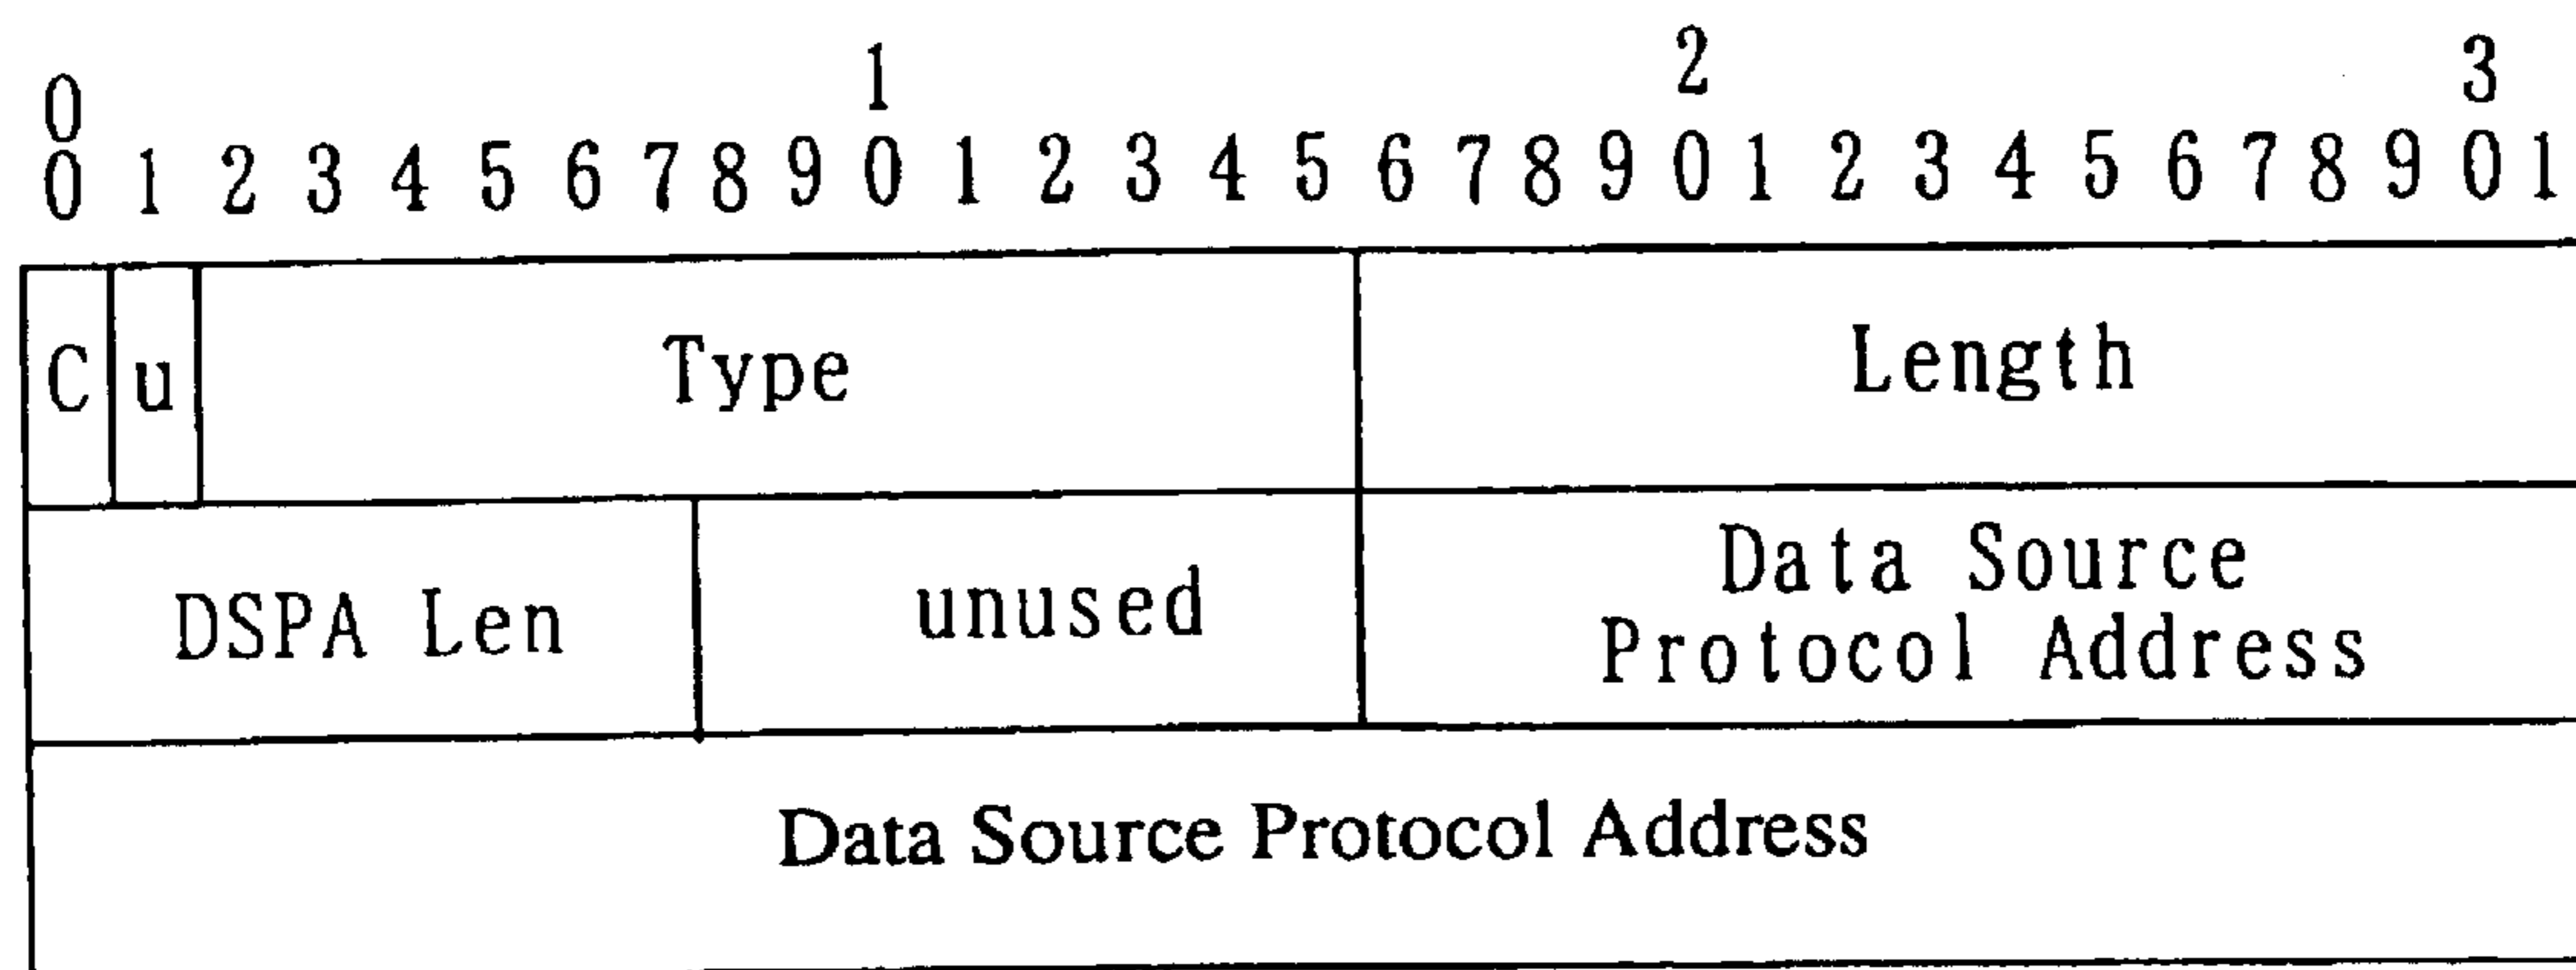 0 1 2 3
0 1 2 3 4 5 6 7 8 9 0 1 2 3 4 5 6 7 8 9 0 1 2 3 4 5 6 7 8 9 0 1
C u Type Length
DSPA Len unused Data Source
Protocol Address
Data Source Protocol Address